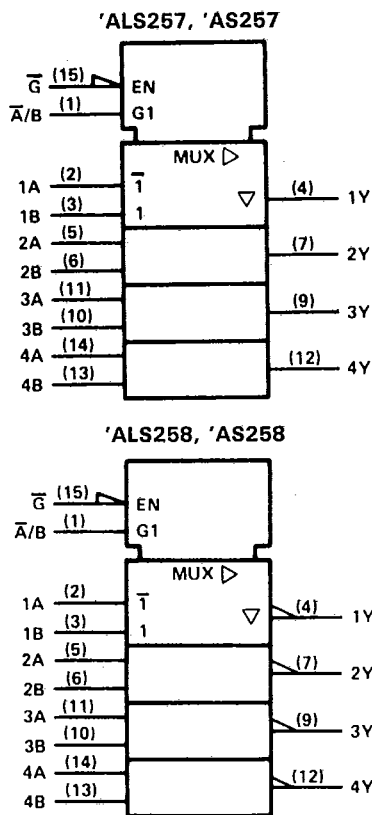 'ALS257, 'AS257
G̅ (15) EN
A̅/B (1) G1
MUX ▷
1A (2) 1̅ ▽ (4) 1Y
1B (3) 1
2A (5) (7) 2Y
2B (6)
3A (11) (9) 3Y
3B (10)
4A (14) (12) 4Y
4B (13)
'ALS258, 'AS258
G̅ (15) EN
A̅/B (1) G1
MUX ▷
1A (2) 1̅ ▽ (4) 1Y
1B (3) 1
2A (5) (7) 2Y
2B (6)
3A (11) (9) 3Y
3B (10)
4A (14) (12) 4Y
4B (13)